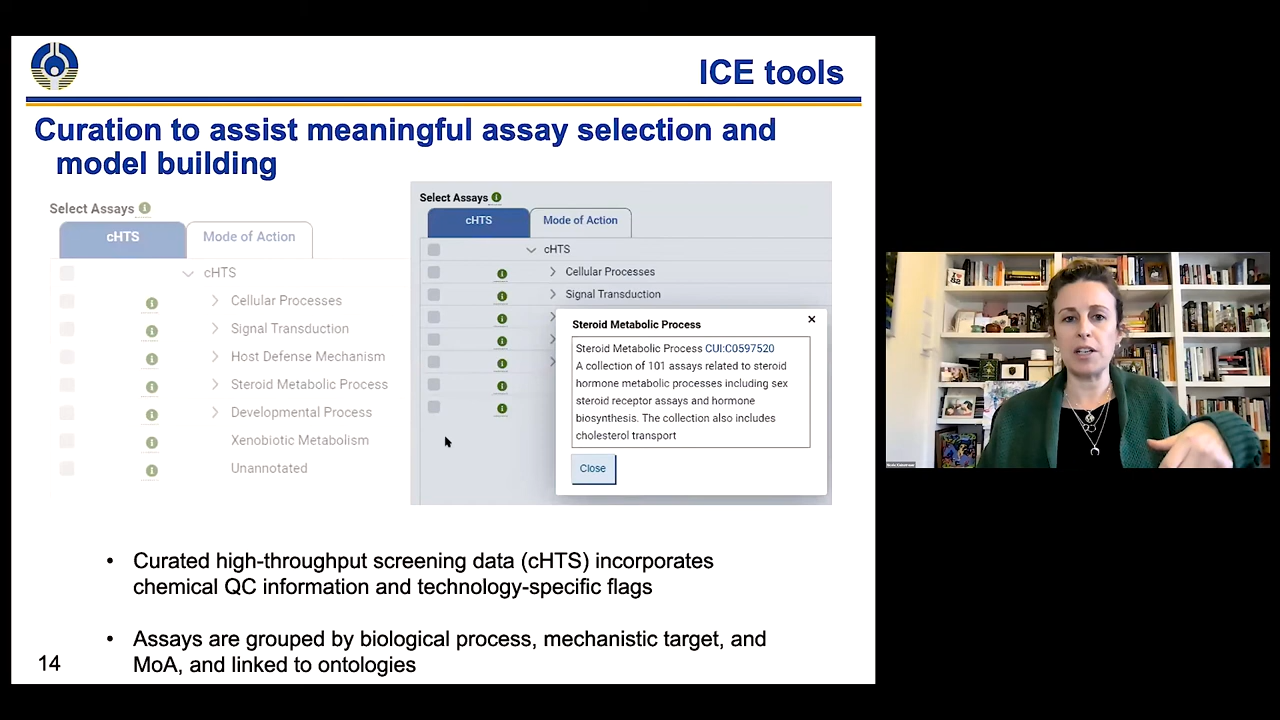 ICE tools
Curation to assist meaningful assay selection and
model building
Select Assays
cHTS
Mode of Action
cHTS
Cellular Processes
Signal Transduction
Host Defense Mechanism
Steroid Metabolic Process
Developmental Process
Xenobiotic Metabolism
Unannotated
Select Assays
cHTS
Mode of Action
cHTS
Cellular Processes
Signal Transduction
Steroid Metabolic Process
Steroid Metabolic Process CUI:C0597520
A collection of 101 assays related to steroid
hormone metabolic processes including sex
steroid receptor assays and hormone
biosynthesis. The collection also includes
cholesterol transport
Close
• Curated high-throughput screening data (cHTS) incorporates
chemical QC information and technology-specific flags
• Assays are grouped by biological process, mechanistic target, and
MoA, and linked to ontologies
14